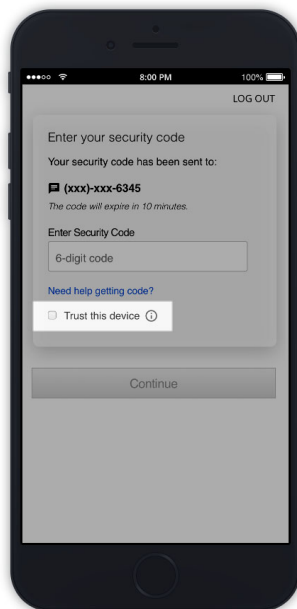 8:00 PM 100%
LOG OUT
Enter your security code
Your security code has been sent to:
(xxx)-xxx-6345
The code will expire in 10 minutes.
Enter Security Code
6-digit code
Need help getting code?
Trust this device
Continue